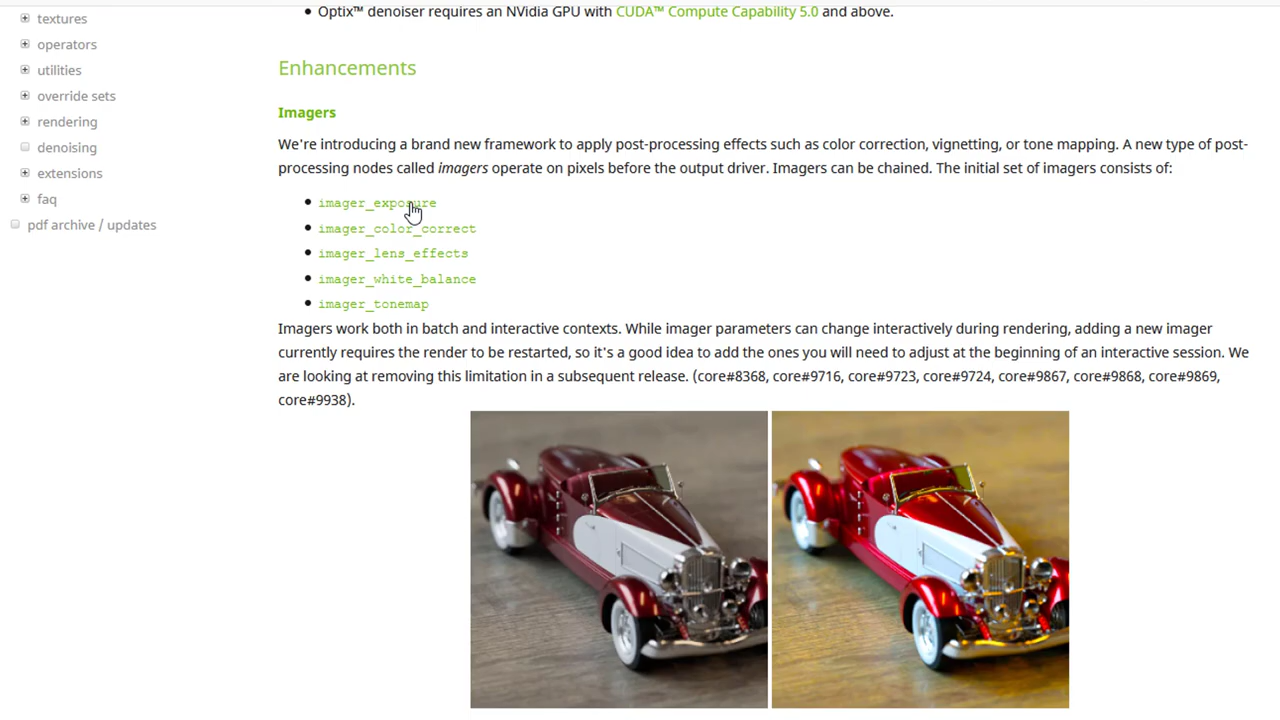 textures
operators
utilities
override sets
rendering
denoising
extensions
faq
pdf archive / updates
• Optix™ denoiser requires an NVidia GPU with CUDA™ Compute Capability 5.0 and above.
Enhancements
Imagers
We're introducing a brand new framework to apply post-processing effects such as color correction, vignetting, or tone mapping. A new type of post-
processing nodes called imagers operate on pixels before the output driver. Imagers can be chained. The initial set of imagers consists of:
• imager_exposure
• imager_color_correct
• imager_lens_effects
• imager_white_balance
• imager_tonemap
Imagers work both in batch and interactive contexts. While imager parameters can change interactively during rendering, adding a new imager
currently requires the render to be restarted, so it's a good idea to add the ones you will need to adjust at the beginning of an interactive session. We
are looking at removing this limitation in a subsequent release. (core#8368, core#9716, core#9723, core#9724, core#9867, core#9868, core#9869,
core#9938).